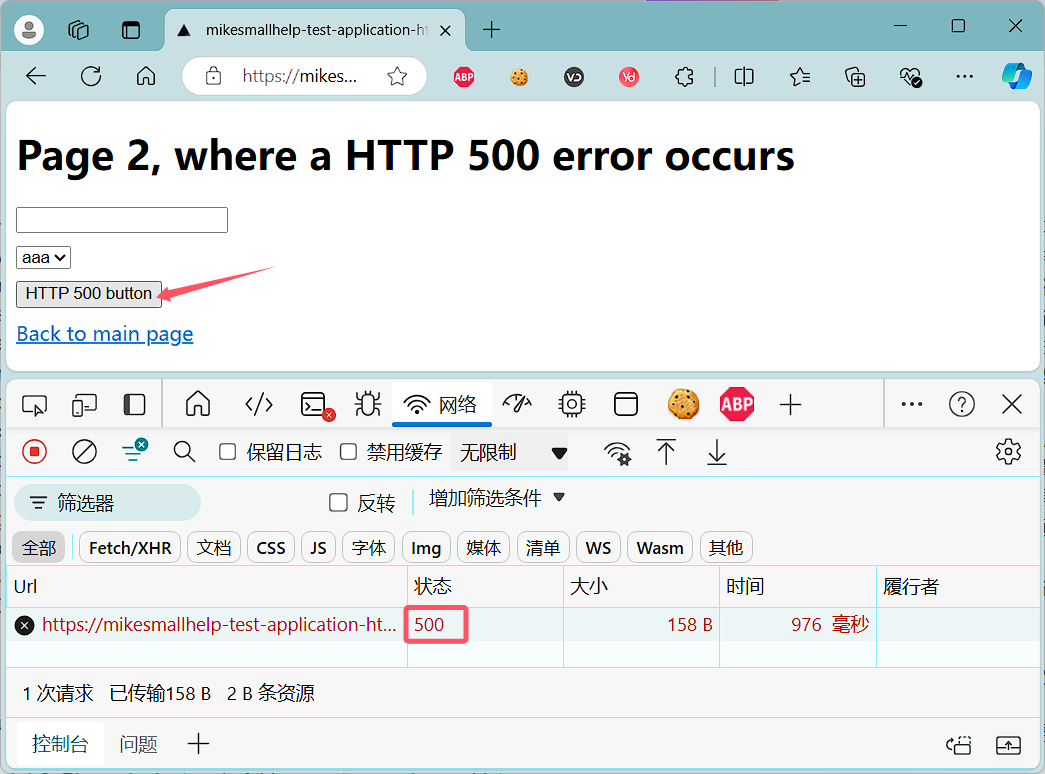 mikesmallhelp-test-application-ht
https://mikes...
ABP
VD
Yd
Page 2, where a HTTP 500 error occurs
aaa
HTTP 500 button
Back to main page
网络
ABP
保留日志
禁用缓存
无限制
筛选器
反转
增加筛选条件
全部
Fetch/XHR
文档
CSS
JS
字体
Img
媒体
清单
WS
Wasm
其他
Url 状态 大小 时间 履行者
https://mikesmallhelp-test-application-ht... 500 158 B 976 毫秒
1 次请求 已传输158 B 2 B 条资源
控制台 问题